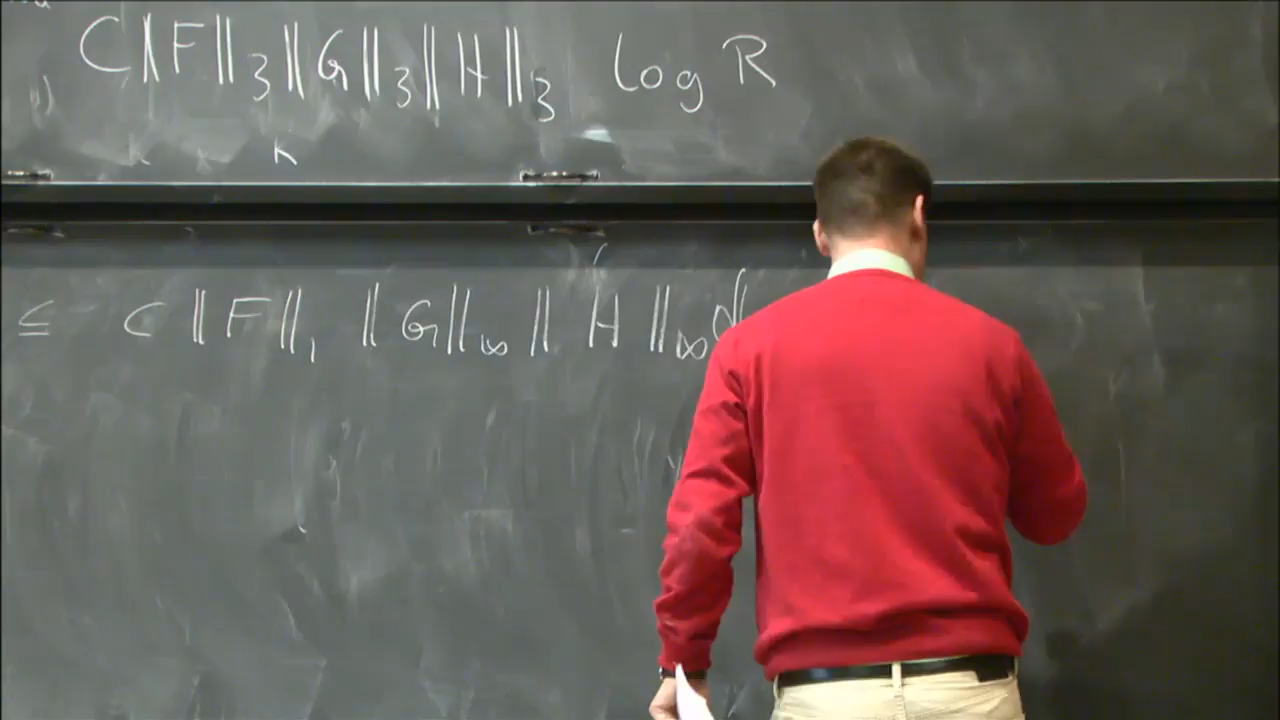 C‖F‖₃‖G‖₃‖H‖₃ log R
K
≤ C ‖F‖₁ ‖G‖∞ ‖H‖∞